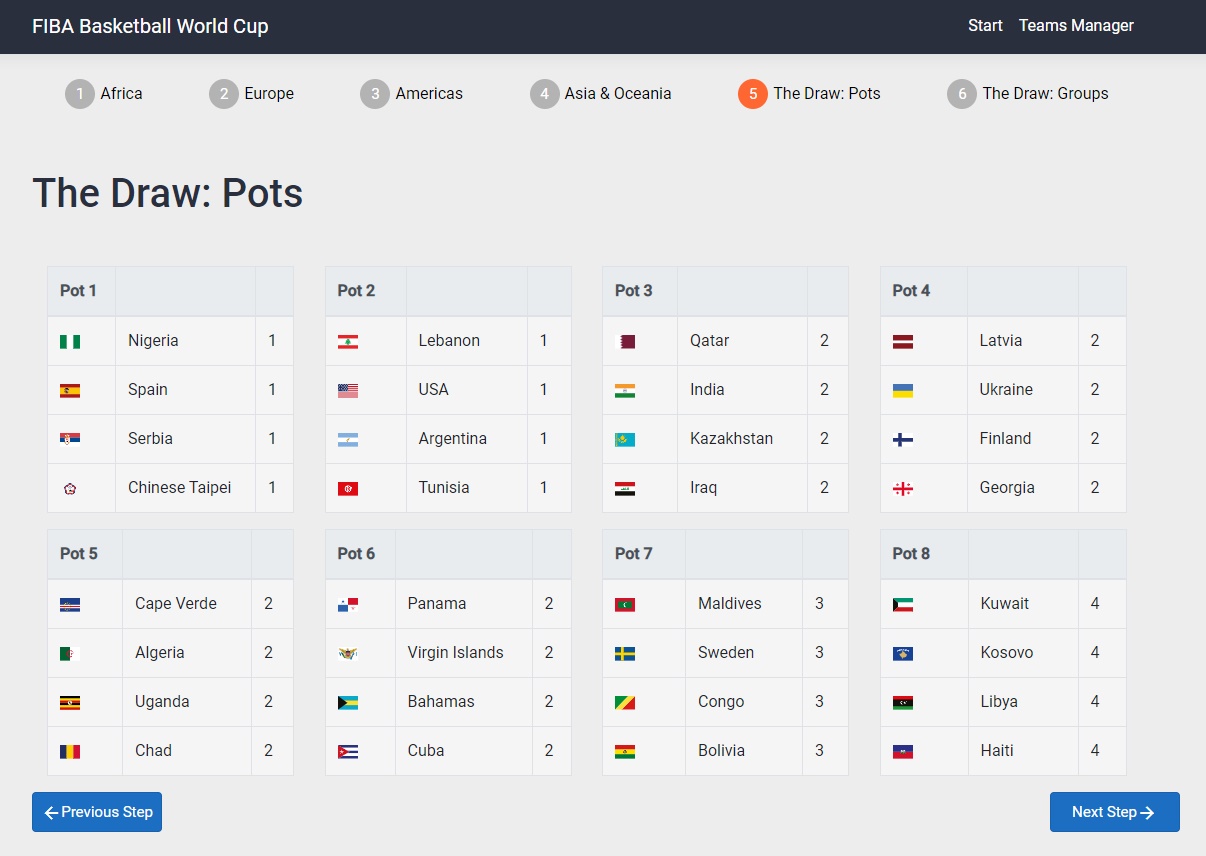 FIBA Basketball World Cup Start Teams Manager
1 Africa 2 Europe 3 Americas 4 Asia & Oceania 5 The Draw: Pots 6 The Draw: Groups
The Draw: Pots
Pot 1 Pot 2 Pot 3 Pot 4
Nigeria 1 Lebanon 1 Qatar 2 Latvia 2
Spain 1 USA 1 India 2 Ukraine 2
Serbia 1 Argentina 1 Kazakhstan 2 Finland 2
Chinese Taipei 1 Tunisia 1 Iraq 2 Georgia 2
Pot 5 Pot 6 Pot 7 Pot 8
Cape Verde 2 Panama 2 Maldives 3 Kuwait 4
Algeria 2 Virgin Islands 2 Sweden 3 Kosovo 4
Uganda 2 Bahamas 2 Congo 3 Libya 4
Chad 2 Cuba 2 Bolivia 3 Haiti 4
Previous Step Next Step